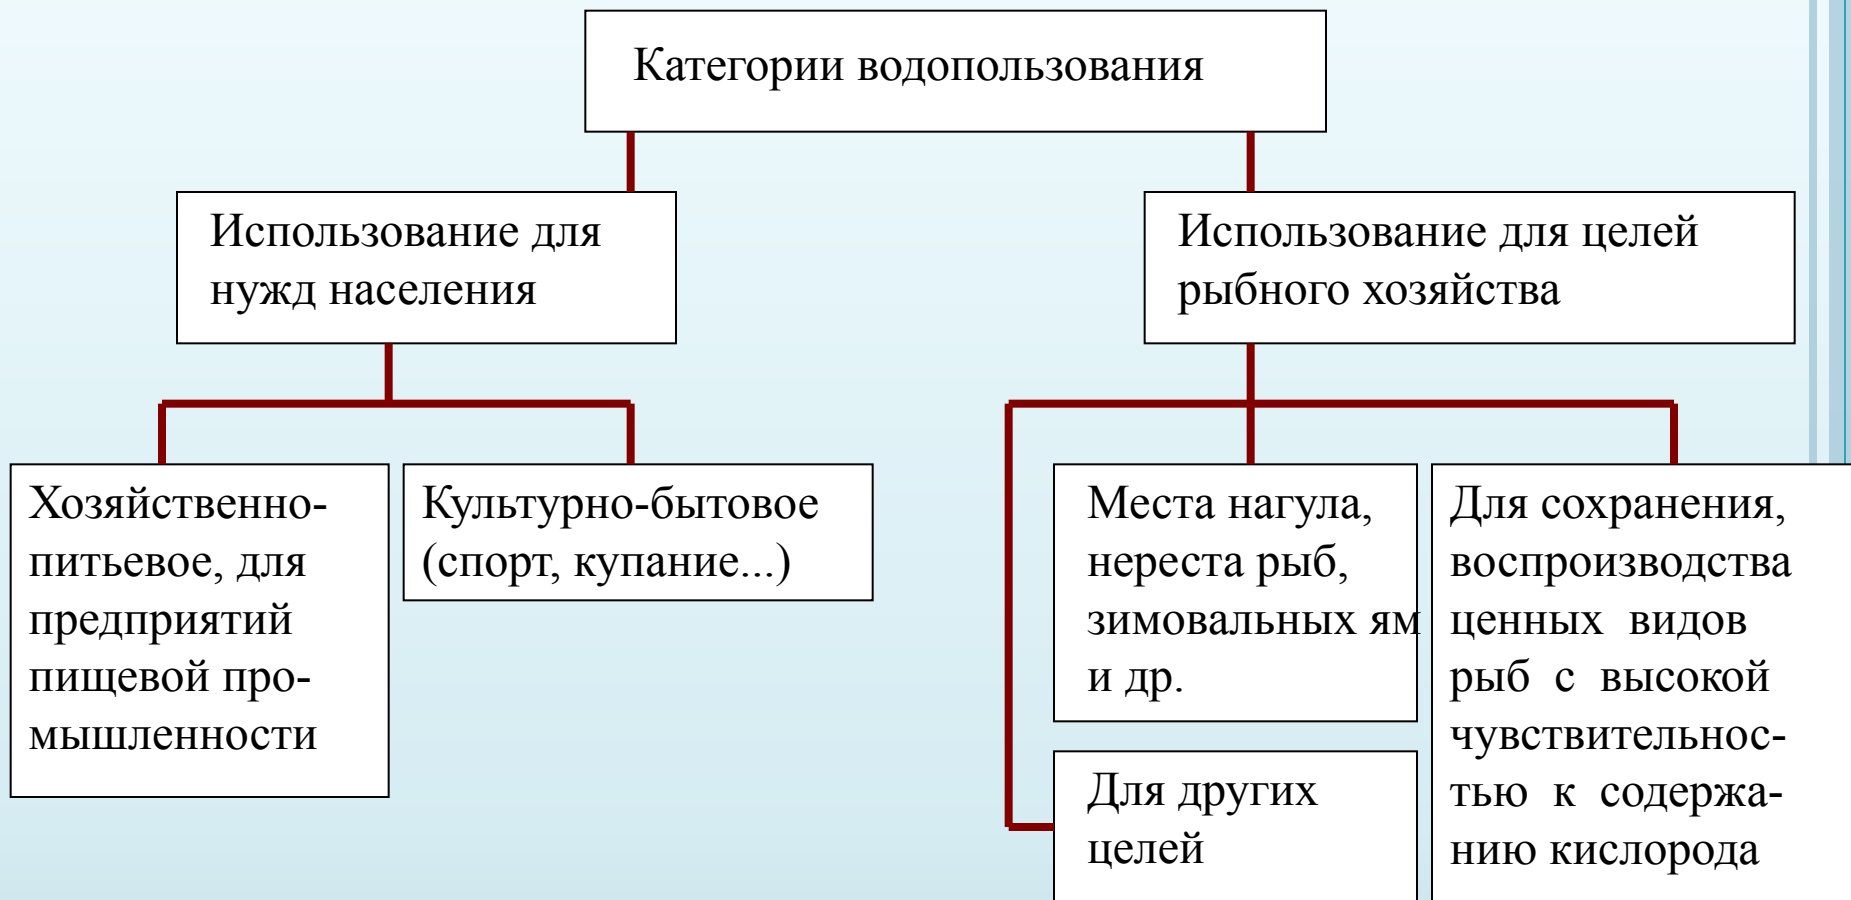 Категории водопользования
Использование для
нужд населения
Использование для целей
рыбного хозяйства
Хозяйственно-
питьевое, для
предприятий
пищевой про-
мышленности
Культурно-бытовое
(спорт, купание...)
Места нагула,
нереста рыб,
зимовальных ям
и др.
Для других
целей
Для сохранения,
воспроизводства
ценных видов
рыб с высокой
чувствительнос-
тью к содержа-
нию кислорода